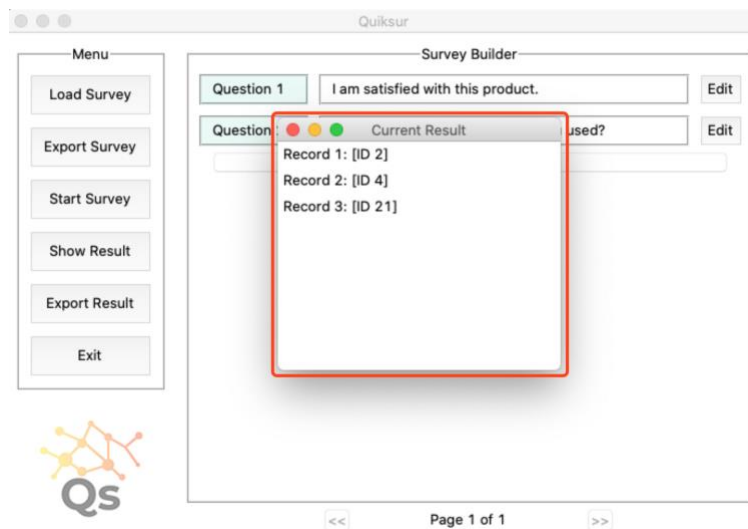 Quiksur
Menu
Load Survey
Export Survey
Start Survey
Show Result
Export Result
Exit
Qs
Survey Builder
Question 1 I am satisfied with this product. Edit
Question used? Edit
Current Result
Record 1: [ID 2]
Record 2: [ID 4]
Record 3: [ID 21]
<< Page 1 of 1 >>